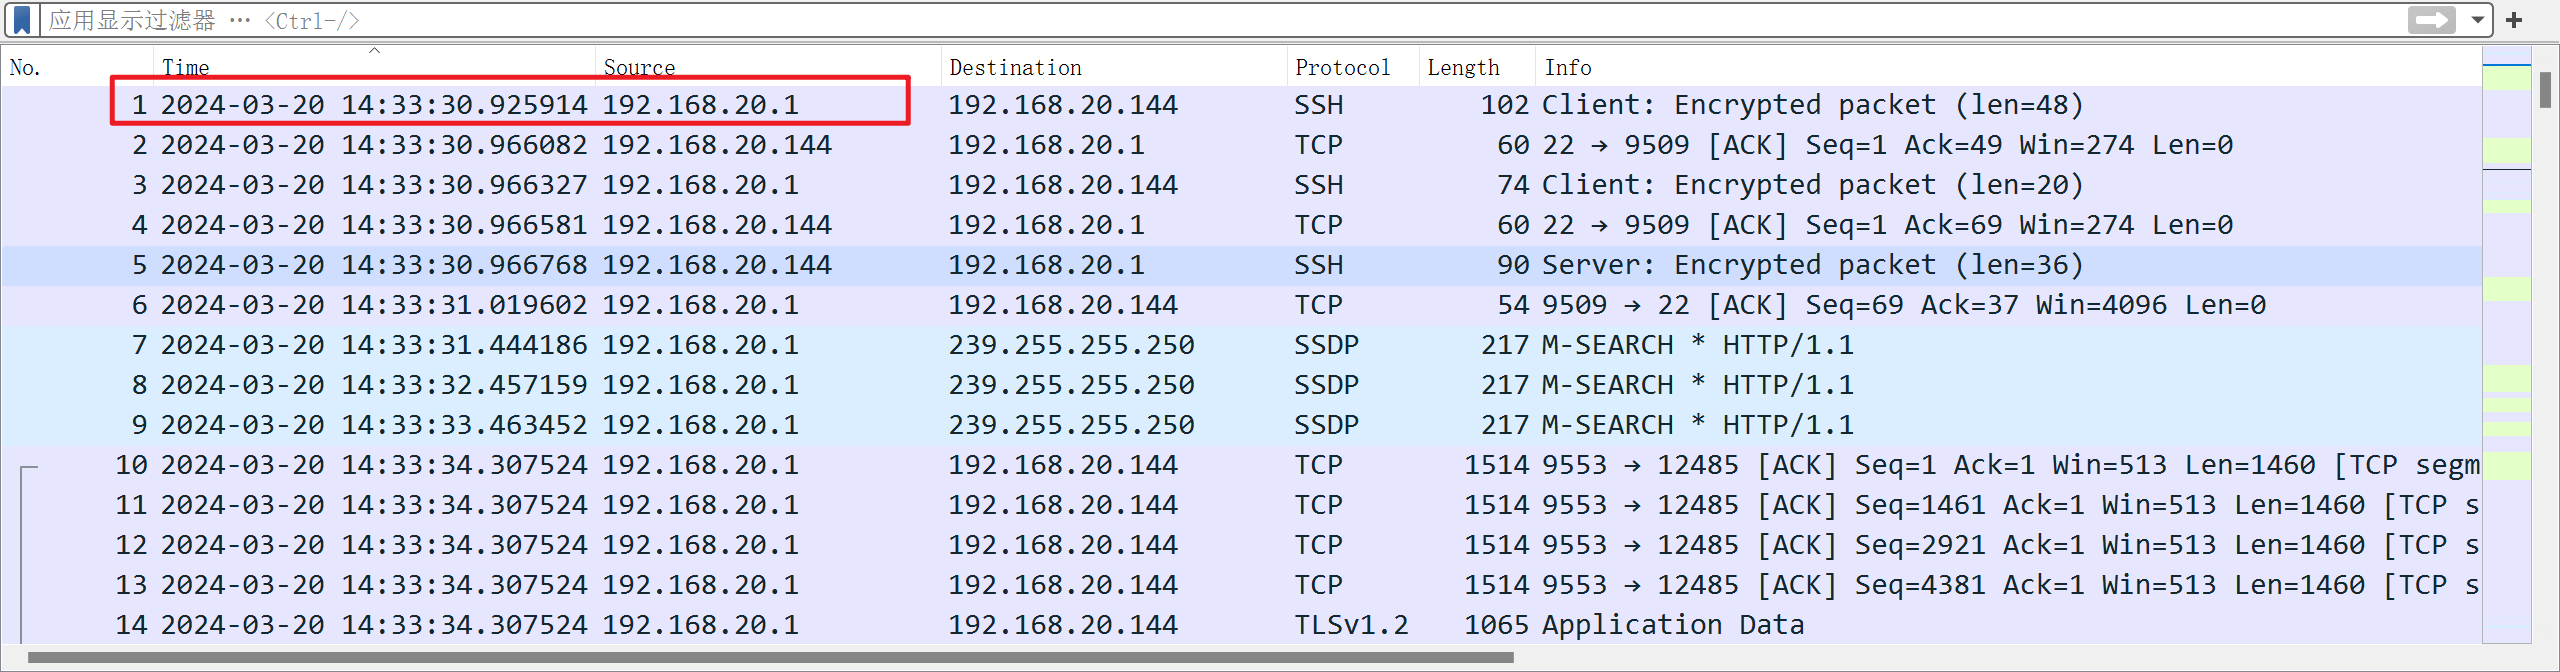 应用显示过滤器 … <Ctrl-/>
No. Time Source Destination Protocol Length Info
1 2024-03-20 14:33:30.925914 192.168.20.1 192.168.20.144 SSH 102 Client: Encrypted packet (len=48)
2 2024-03-20 14:33:30.966082 192.168.20.144 192.168.20.1 TCP 60 22 → 9509 [ACK] Seq=1 Ack=49 Win=274 Len=0
3 2024-03-20 14:33:30.966327 192.168.20.1 192.168.20.144 SSH 74 Client: Encrypted packet (len=20)
4 2024-03-20 14:33:30.966581 192.168.20.144 192.168.20.1 TCP 60 22 → 9509 [ACK] Seq=1 Ack=69 Win=274 Len=0
5 2024-03-20 14:33:30.966768 192.168.20.144 192.168.20.1 SSH 90 Server: Encrypted packet (len=36)
6 2024-03-20 14:33:31.019602 192.168.20.1 192.168.20.144 TCP 54 9509 → 22 [ACK] Seq=69 Ack=37 Win=4096 Len=0
7 2024-03-20 14:33:31.444186 192.168.20.1 239.255.255.250 SSDP 217 M-SEARCH * HTTP/1.1
8 2024-03-20 14:33:32.457159 192.168.20.1 239.255.255.250 SSDP 217 M-SEARCH * HTTP/1.1
9 2024-03-20 14:33:33.463452 192.168.20.1 239.255.255.250 SSDP 217 M-SEARCH * HTTP/1.1
10 2024-03-20 14:33:34.307524 192.168.20.1 192.168.20.144 TCP 1514 9553 → 12485 [ACK] Seq=1 Ack=1 Win=513 Len=1460 [TCP segm
11 2024-03-20 14:33:34.307524 192.168.20.1 192.168.20.144 TCP 1514 9553 → 12485 [ACK] Seq=1461 Ack=1 Win=513 Len=1460 [TCP s
12 2024-03-20 14:33:34.307524 192.168.20.1 192.168.20.144 TCP 1514 9553 → 12485 [ACK] Seq=2921 Ack=1 Win=513 Len=1460 [TCP s
13 2024-03-20 14:33:34.307524 192.168.20.1 192.168.20.144 TCP 1514 9553 → 12485 [ACK] Seq=4381 Ack=1 Win=513 Len=1460 [TCP s
14 2024-03-20 14:33:34.307524 192.168.20.1 192.168.20.144 TLSv1.2 1065 Application Data